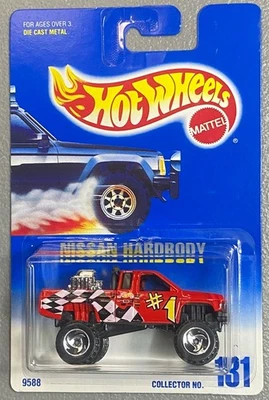 FOR AGES OVER 3
DIE CAST METAL
Hot Wheels
MATTEL
NISSAN HARDBODY
#1
9588
COLLECTOR NO.
131